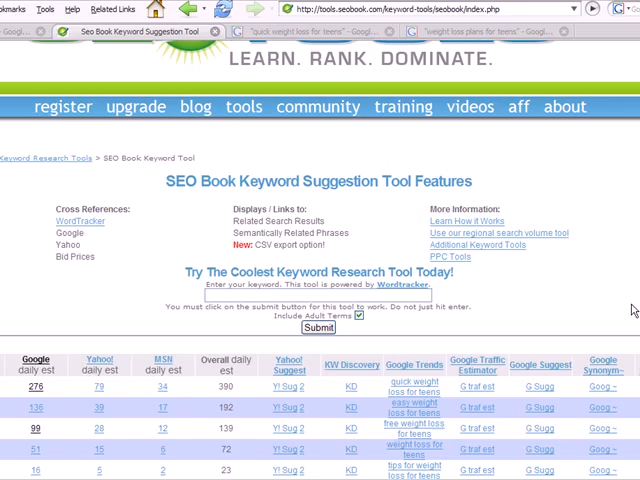 okmarks Tools Help
Related Links
http://tools.seobook.com/keyword-tools/seobook/index.php
Seo Book Keyword Suggestion Tool
"quick weight loss for teens" - Googl...
"weight loss plans for teens" - Googl...
LEARN. RANK. DOMINATE.
register upgrade blog tools community training videos aff about
Keyword Research Tools > SEO Book Keyword Tool
SEO Book Keyword Suggestion Tool Features
Cross References: Displays / Links to: More Information:
WordTracker Related Search Results Learn How it Works
Google Semantically Related Phrases Use our regional search volume tool
Yahoo New: CSV export option! Additional Keyword Tools
Bid Prices PPC Tools
Try The Coolest Keyword Research Tool Today!
Enter your keyword. This tool is powered by Wordtracker.
You must click on the submit button for this tool to work. Do not just hit enter.
Include Adult Terms
Submit
Google daily est Yahoo! daily est MSN daily est Overall daily est Yahoo! Suggest KW Discovery Google Trends Google Traffic Estimator Google Suggest Google Synonym~
276 79 34 390 Y! Sug 2 KD quick weight loss for teens G traf est G Sugg Goog ~
136 39 17 192 Y! Sug 2 KD easy weight loss for teens G traf est G Sugg Goog ~
99 28 12 139 Y! Sug 2 KD free weight loss for teens G traf est G Sugg Goog ~
51 15 6 72 Y! Sug 2 KD weight loss for teens G traf est G Sugg Goog ~
16 5 2 23 Y! Sug 2 KD tips for weight loss for teens G traf est G Sugg Goog ~